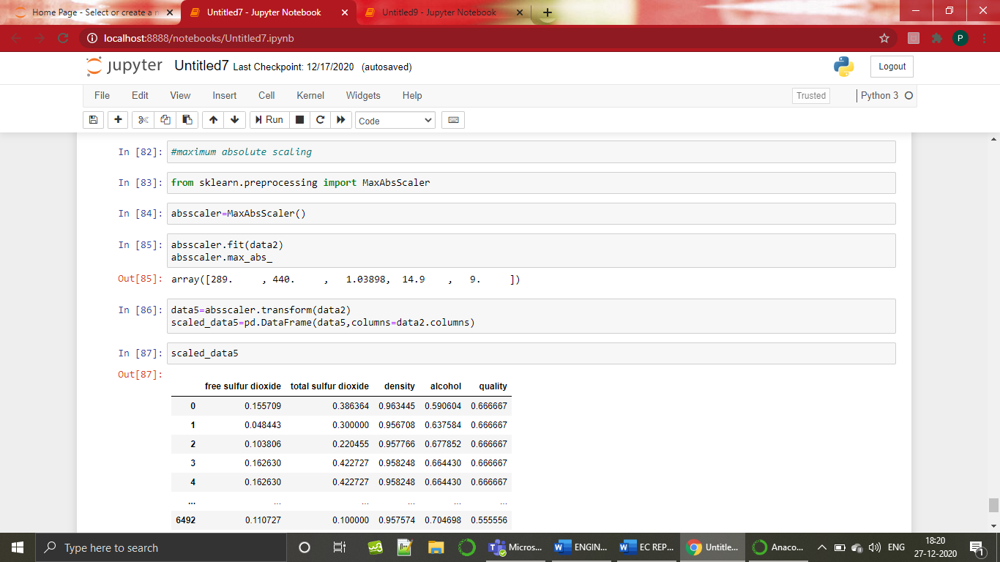 Home Page - Select or create a n
Untitled7 - Jupyter Notebook
Untitled9 - Jupyter Notebook
localhost:8888/notebooks/Untitled7.ipynb
P
jupyter Untitled7 Last Checkpoint: 12/17/2020 (autosaved)
Logout
File Edit View Insert Cell Kernel Widgets Help
Trusted
Python 3
Run
Code
In [82]: #maximum absolute scaling
In [83]: from sklearn.preprocessing import MaxAbsScaler
In [84]: absscaler=MaxAbsScaler()
In [85]: absscaler.fit(data2)
absscaler.max_abs_
Out[85]: array([289.     , 440.     ,   1.03898,  14.9    ,   9.     ])
In [86]: data5=absscaler.transform(data2)
scaled_data5=pd.DataFrame(data5,columns=data2.columns)
In [87]: scaled_data5
Out[87]:
free sulfur dioxide total sulfur dioxide density alcohol quality
0 0.155709 0.386364 0.963445 0.590604 0.666667
1 0.048443 0.300000 0.956708 0.637584 0.666667
2 0.103806 0.220455 0.957766 0.677852 0.666667
3 0.162630 0.422727 0.958248 0.664430 0.666667
4 0.162630 0.422727 0.958248 0.664430 0.666667
... ... ... ... ... ...
6492 0.110727 0.100000 0.957574 0.704698 0.555556
Type here to search
Micros...
ENGIN...
EC REP...
Untitle...
Anaco...
ENG
18:20
27-12-2020
1